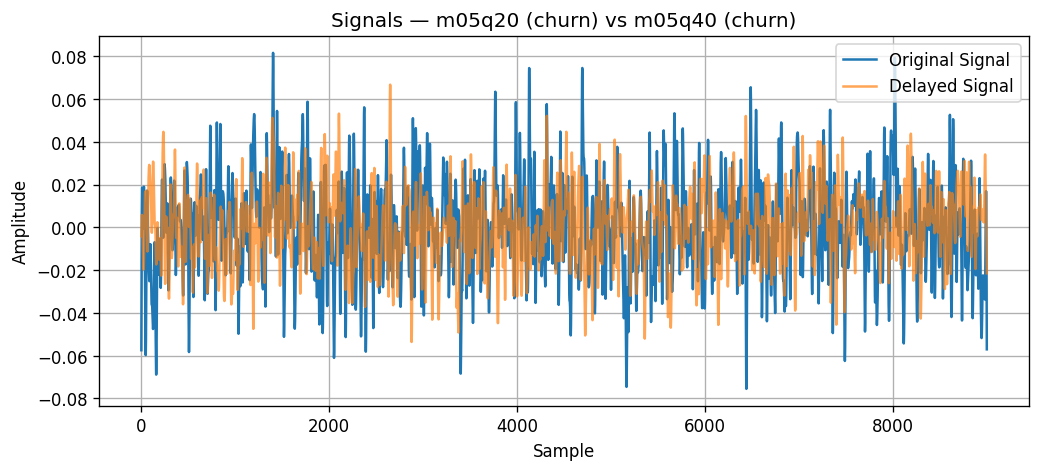 Signals — m05q20 (churn) vs m05q40 (churn)
Original Signal
Delayed Signal
Amplitude
0.08
0.06
0.04
0.02
0.00
−0.02
−0.04
−0.06
−0.08
0 2000 4000 6000 8000
Sample